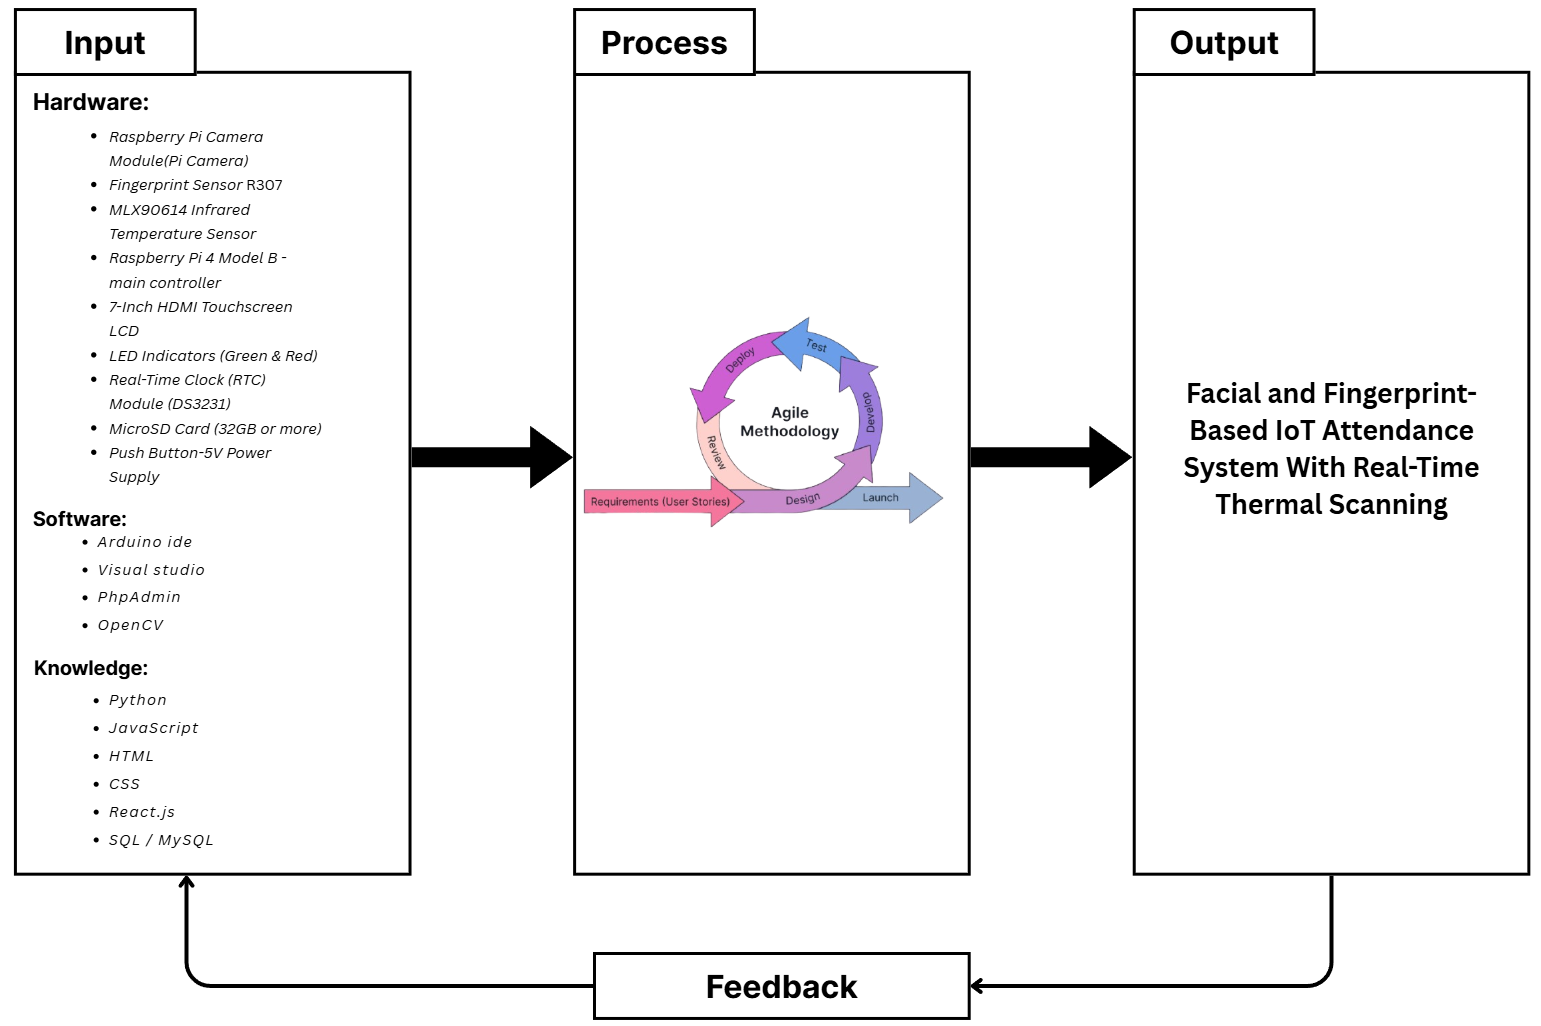 Input
Hardware:
Raspberry Pi Camera
Module(Pi Camera)
Fingerprint Sensor R307
MLX90614 Infrared
Temperature Sensor
Raspberry Pi 4 Model B -
main controller
7-Inch HDMI Touchscreen
LCD
LED Indicators (Green & Red)
Real-Time Clock (RTC)
Module (DS3231)
MicroSD Card (32GB or more)
Push Button-5V Power
Supply
Software:
Arduino ide
Visual studio
PhpAdmin
OpenCV
Knowledge:
Python
JavaScript
HTML
CSS
React.js
SQL / MySQL
Process
Test
Deploy
Develop
Agile
Methodology
Review
Requirements (User Stories)
Design
Launch
Output
Facial and Fingerprint-
Based IoT Attendance
System With Real-Time
Thermal Scanning
Feedback